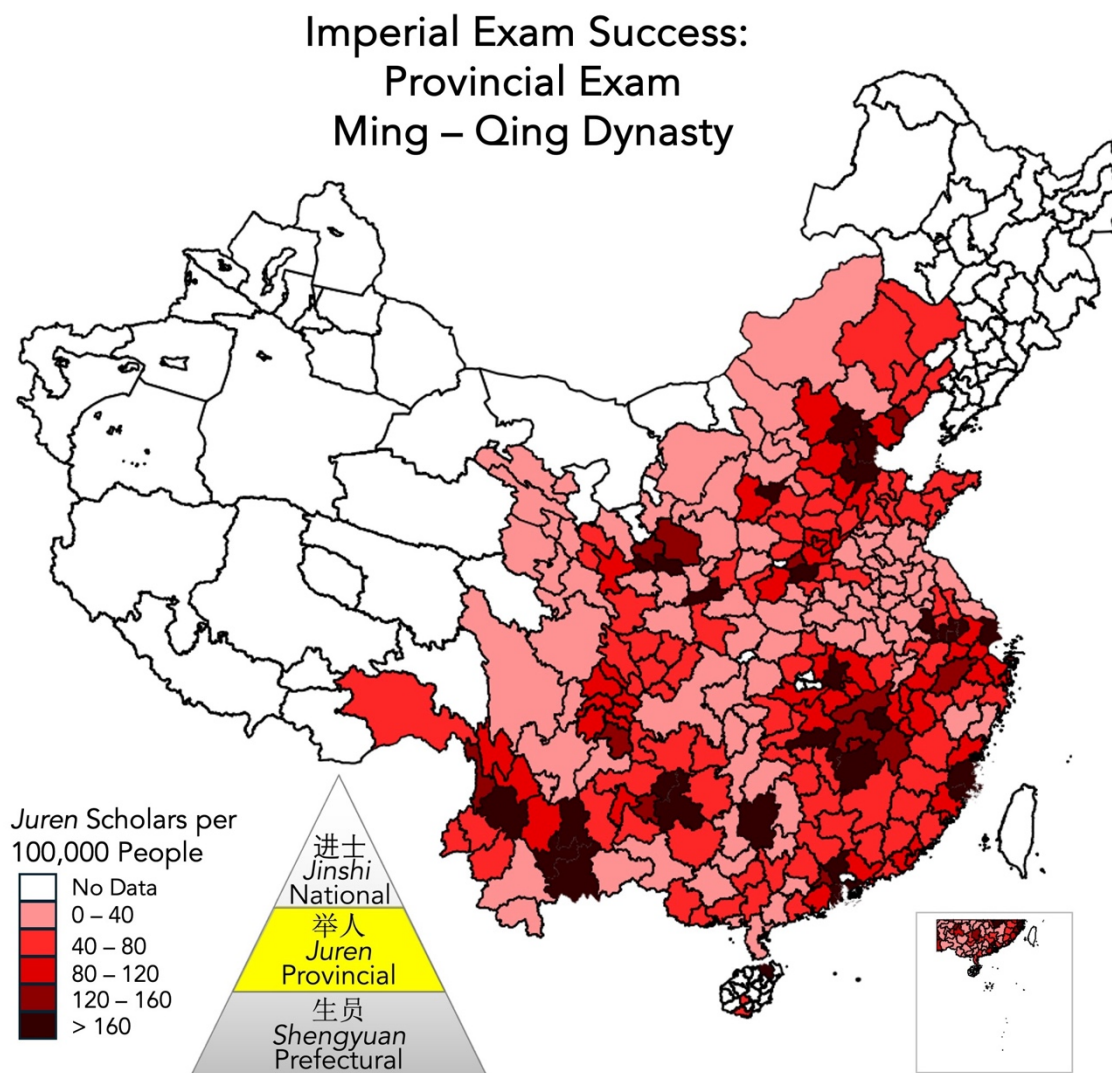 Imperial Exam Success:
Provincial Exam
Ming – Qing Dynasty
Juren Scholars per
100,000 People
No Data
0 – 40
40 – 80
80 – 120
120 – 160
> 160
进士
Jinshi
National
举人
Juren
Provincial
生员
Shengyuan
Prefectural